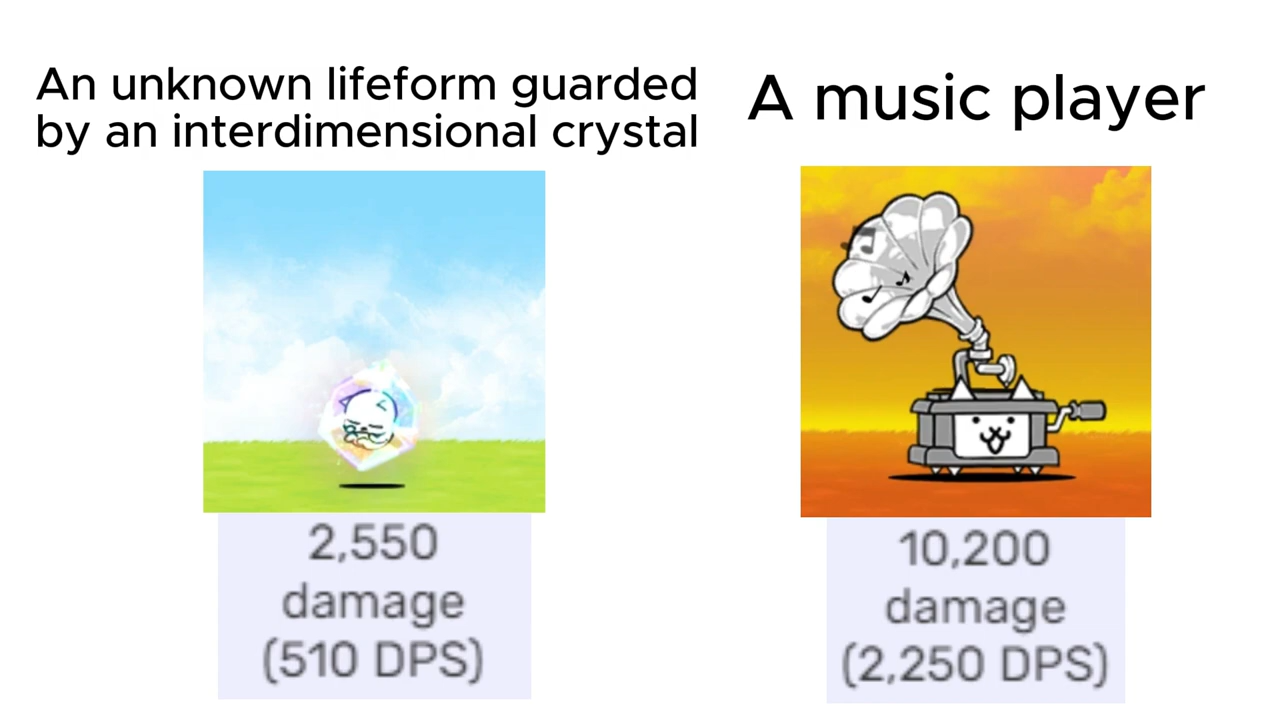 An unknown lifeform guarded
by an interdimensional crystal
2,550
damage
(510 DPS)
A music player
10,200
damage
(2,250 DPS)